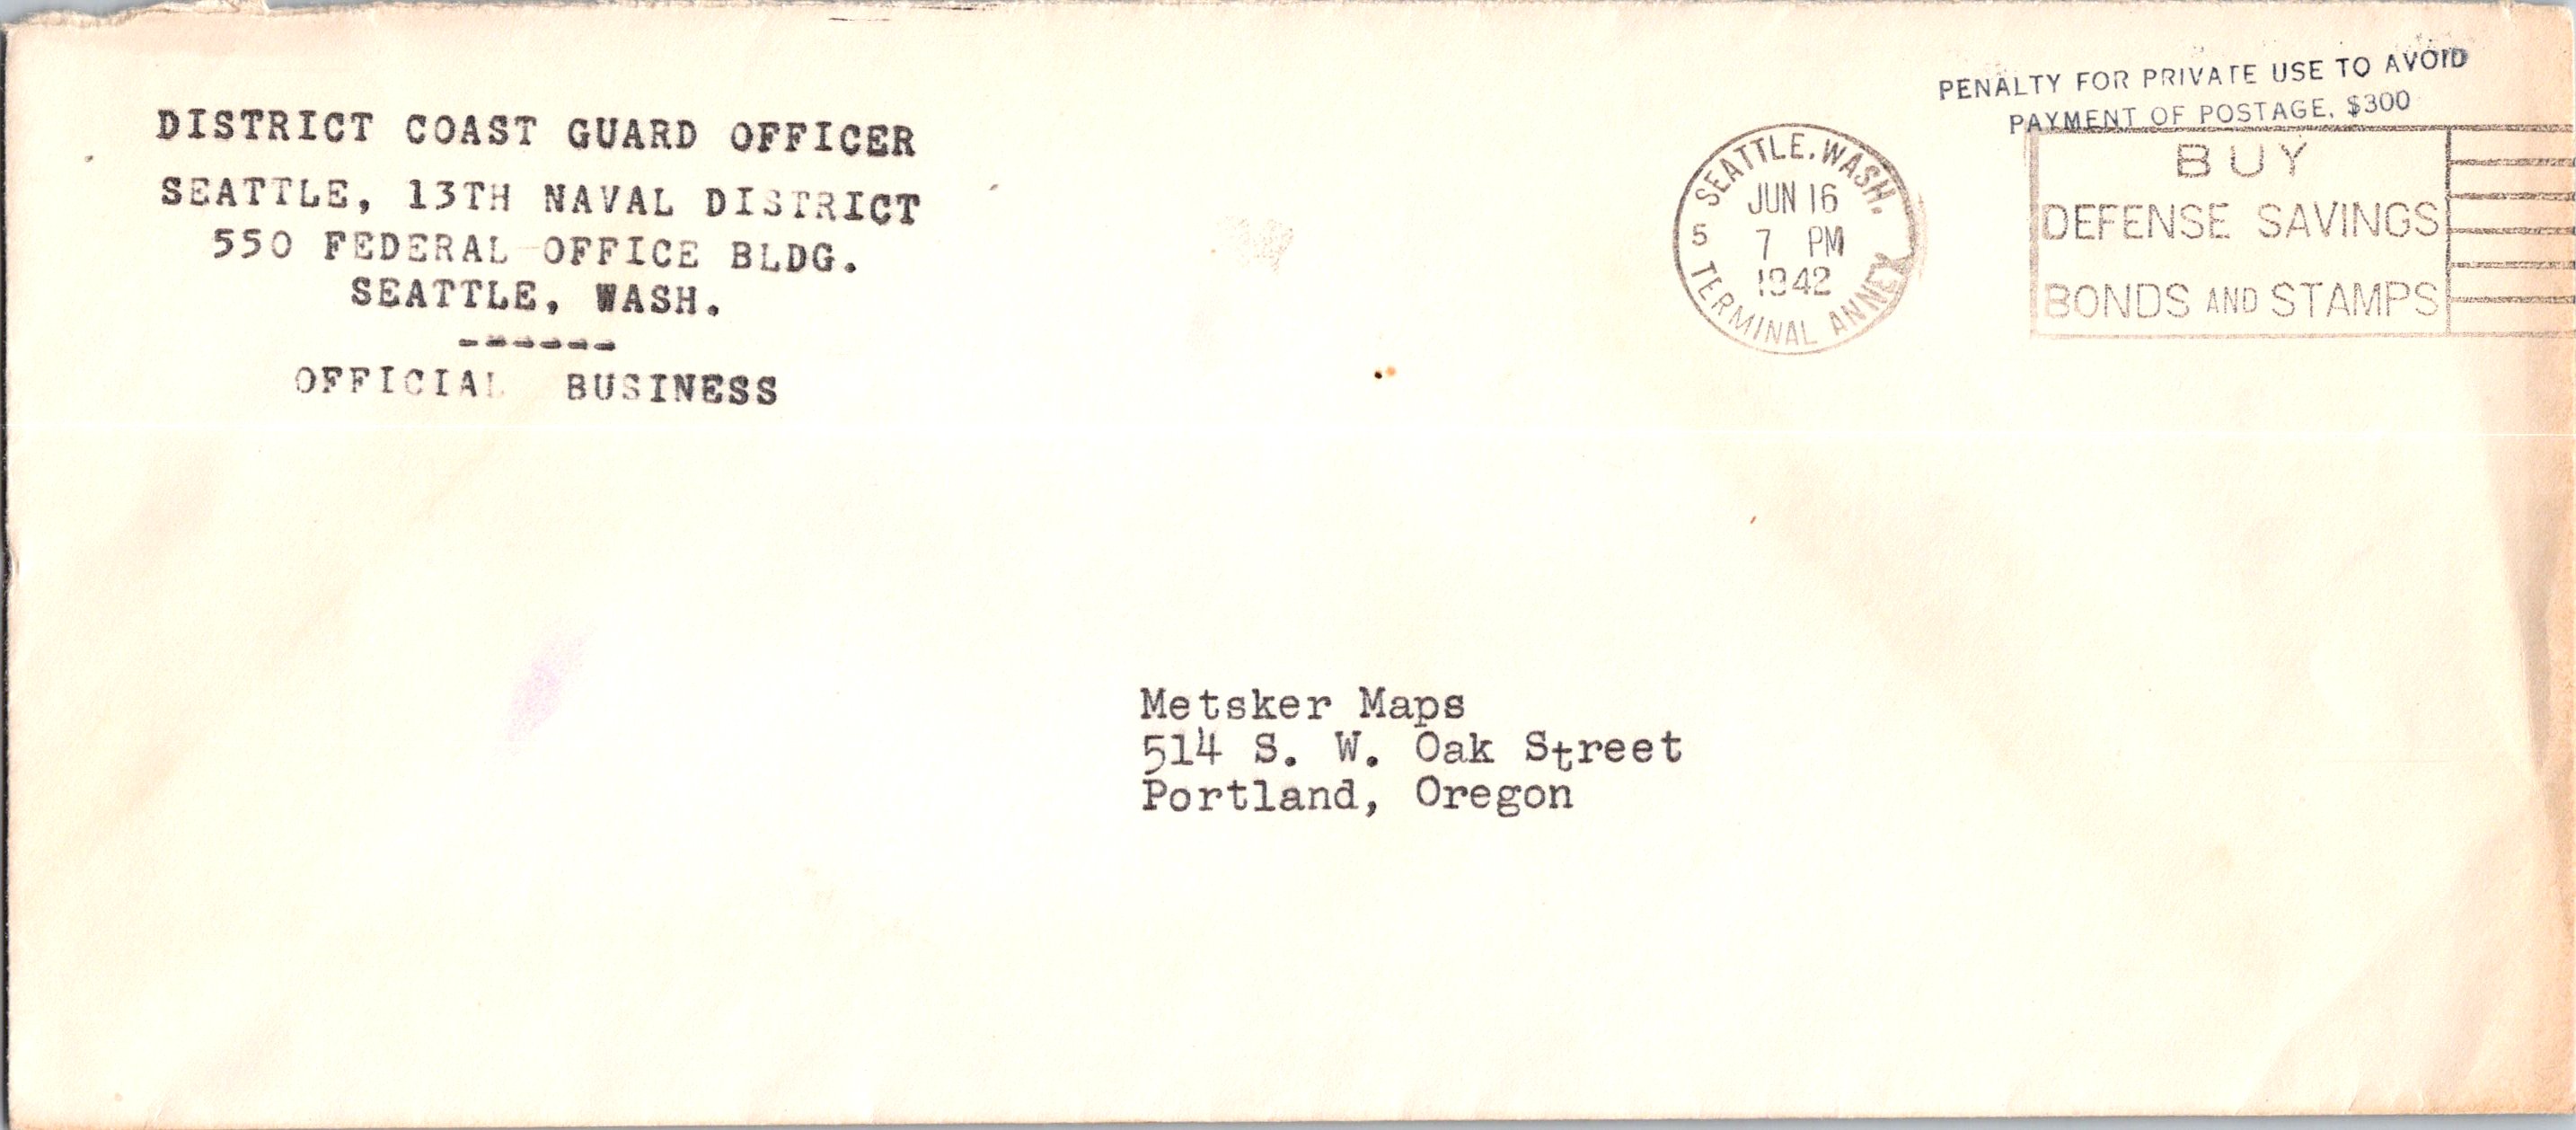 DISTRICT COAST GUARD OFFICER
SEATTLE, 13TH NAVAL DISTRICT
550 FEDERAL OFFICE BLDG.
SEATTLE, WASH.
------
OFFICIAL BUSINESS
PENALTY FOR PRIVATE USE TO AVOID
PAYMENT OF POSTAGE, $300
SEATTLE, WASH.
JUN 16
5 7 PM
1942
TERMINAL ANNEX
BUY
DEFENSE SAVINGS
BONDS AND STAMPS
Metsker Maps
514 S. W. Oak Street
Portland, Oregon